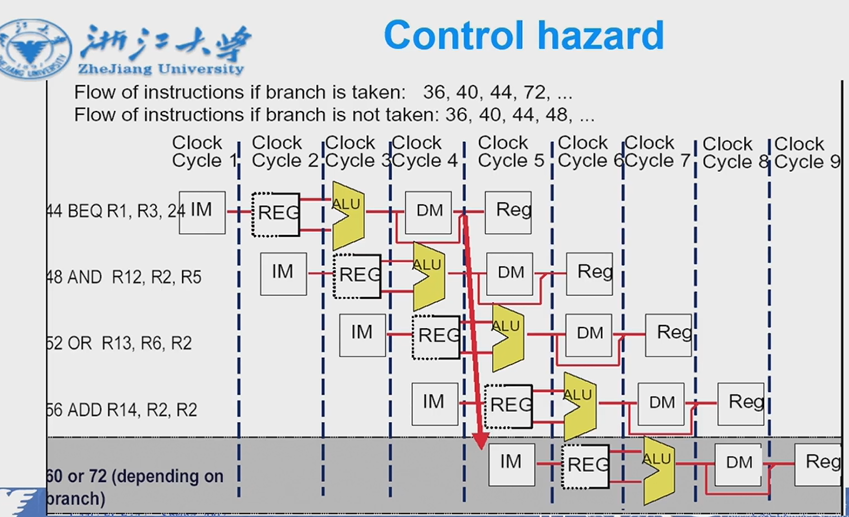 浙江大学
ZheJiang University
Control hazard
Flow of instructions if branch is taken: 36, 40, 44, 72, ...
Flow of instructions if branch is not taken: 36, 40, 44, 48, ...
Clock Cycle 1
Clock Cycle 2
Clock Cycle 3
Clock Cycle 4
Clock Cycle 5
Clock Cycle 6
Clock Cycle 7
Clock Cycle 8
Clock Cycle 9
44 BEQ R1, R3, 24
IM
REG
ALU
DM
Reg
48 AND R12, R2, R5
IM
REG
ALU
DM
Reg
52 OR R13, R6, R2
IM
REG
ALU
DM
Reg
66 ADD R14, R2, R2
IM
REG
ALU
DM
Reg
60 or 72 (depending on
branch)
IM
REG
ALU
DM
Reg